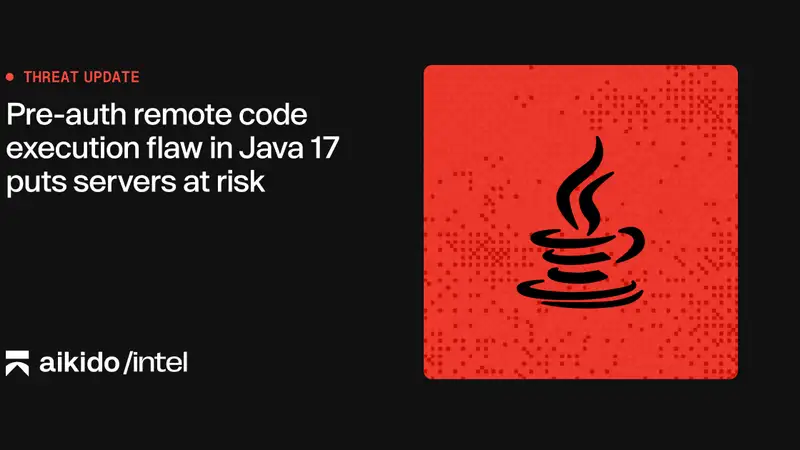 THREAT UPDATE
Pre-auth remote code
execution flaw in Java 17
puts servers at risk
aikido/intel